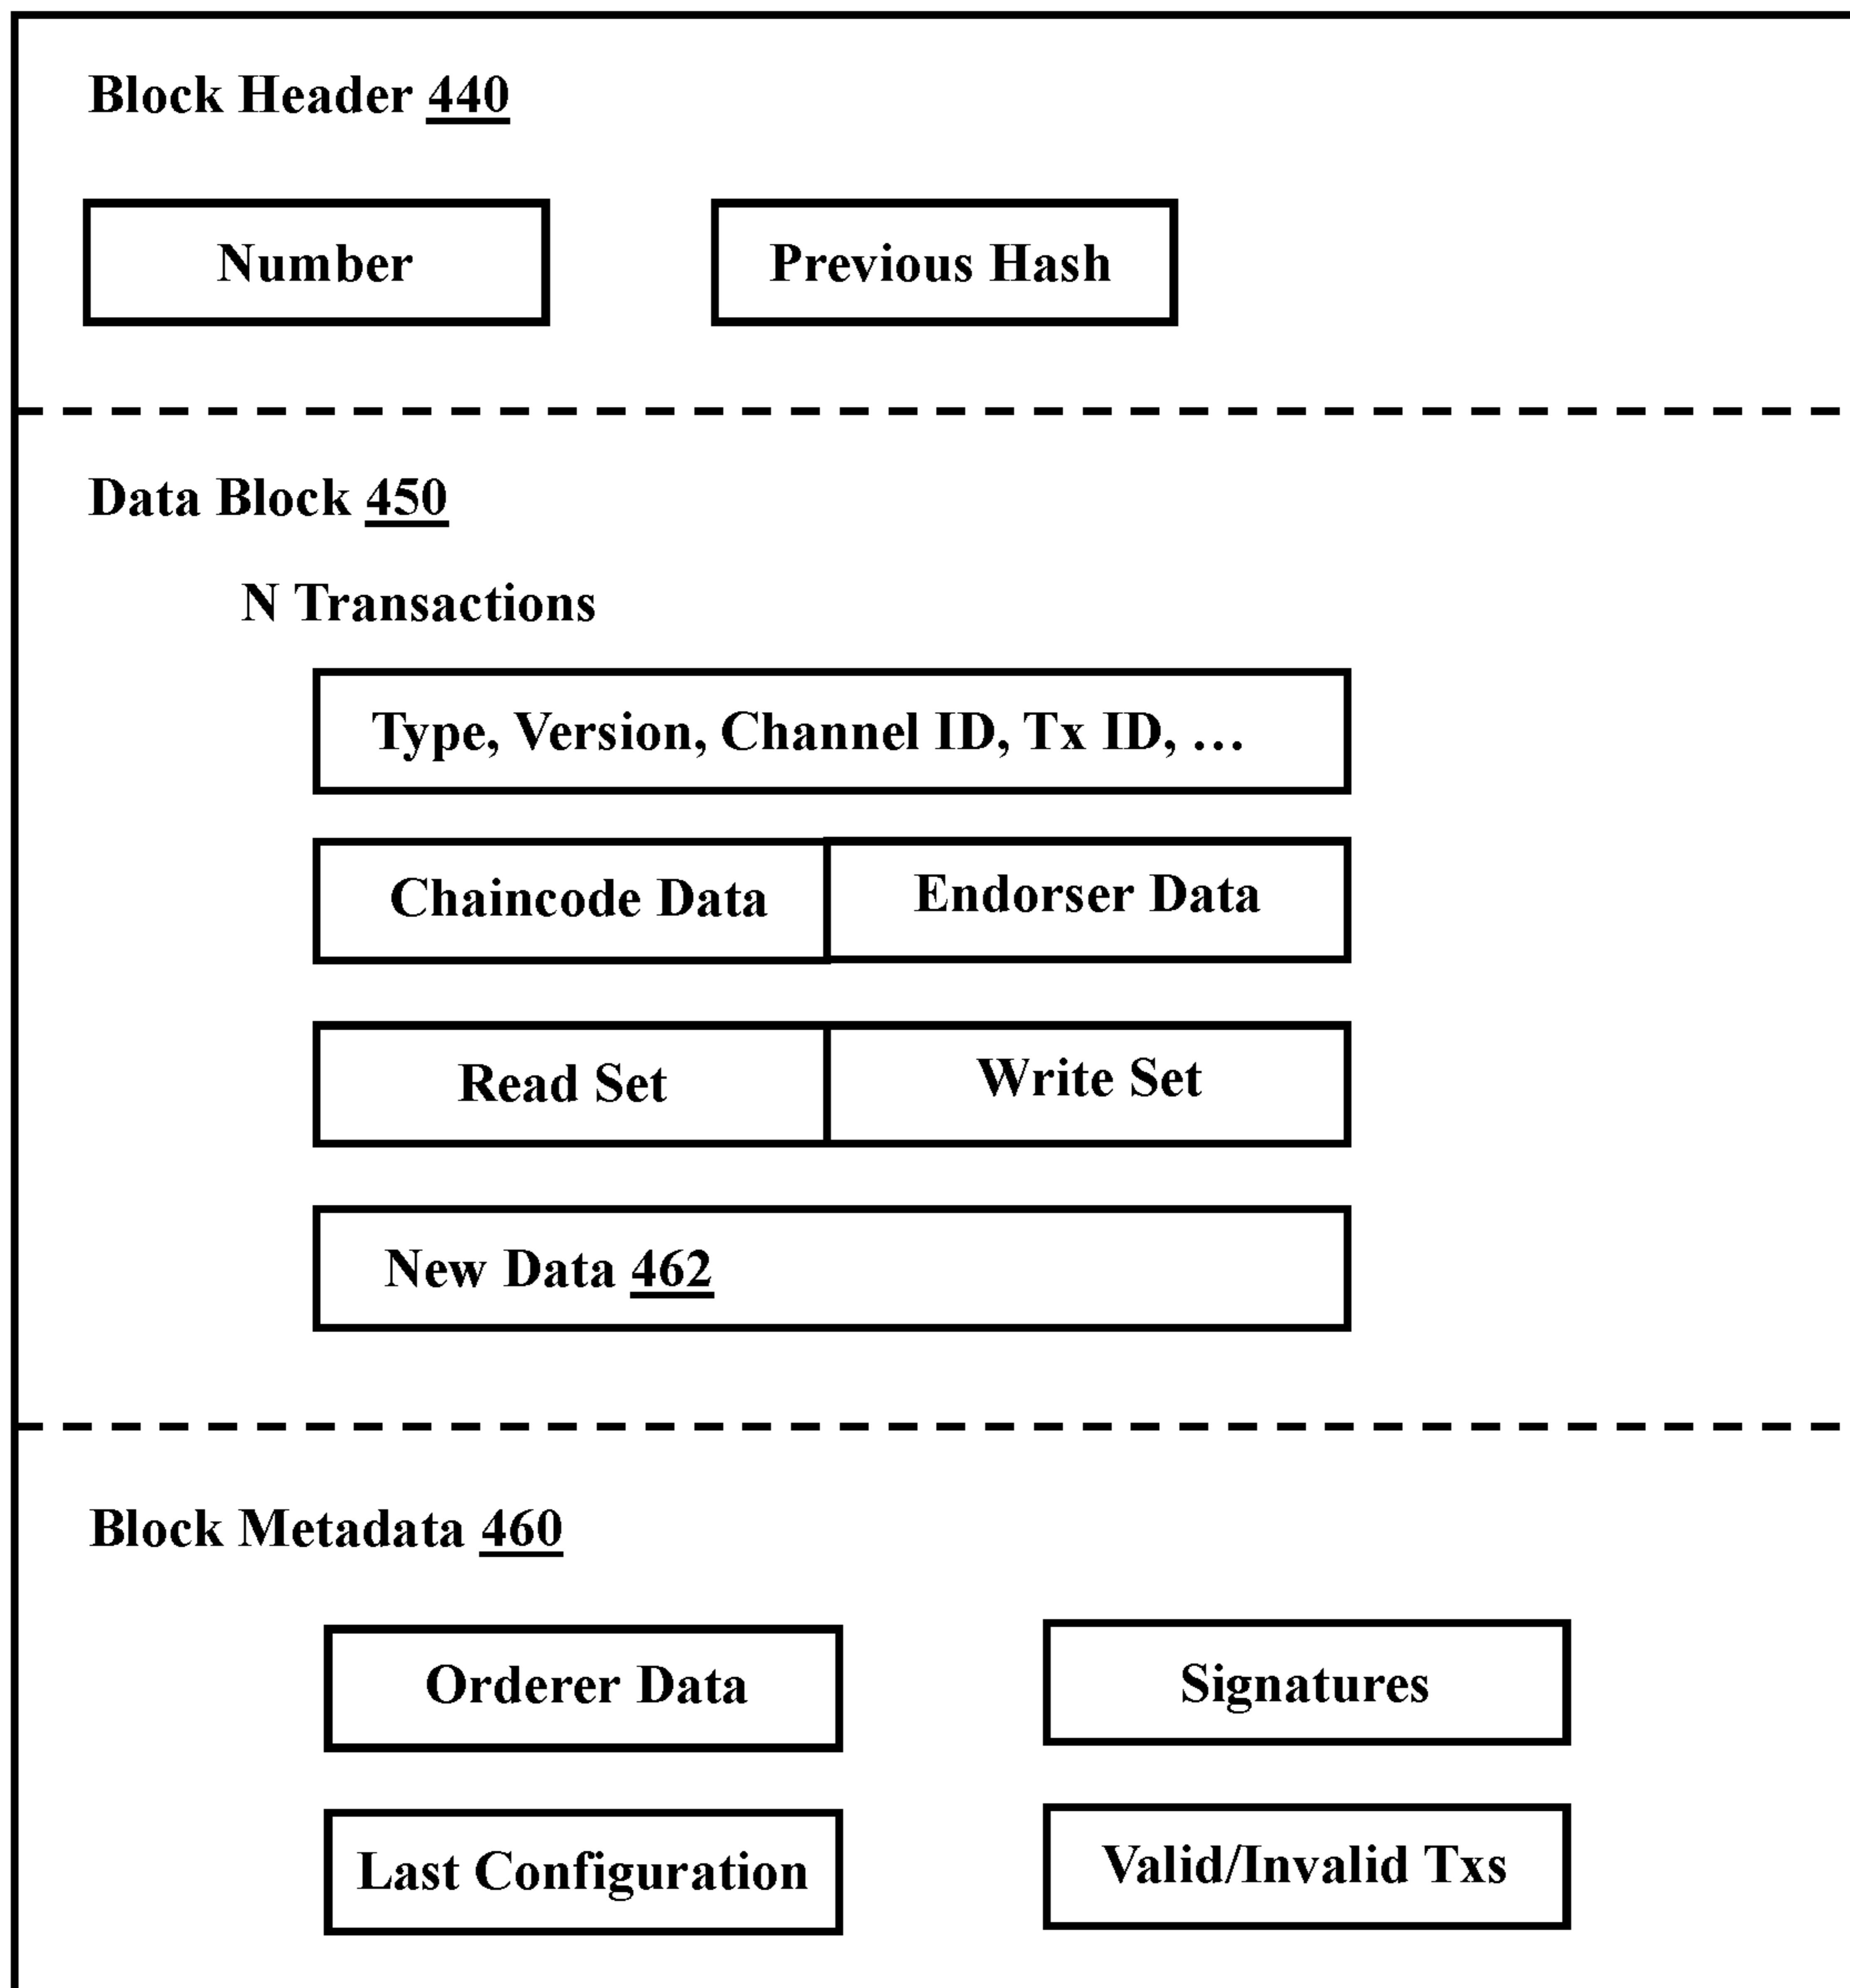 Block Header 440
Number
Previous Hash
Data Block 450
N Transactions
Type, Version, Channel ID, Tx ID, …
Chaincode Data
Endorser Data
Read Set
Write Set
New Data 462
Block Metadata 460
Orderer Data
Signatures
Last Configuration
Valid/Invalid Txs